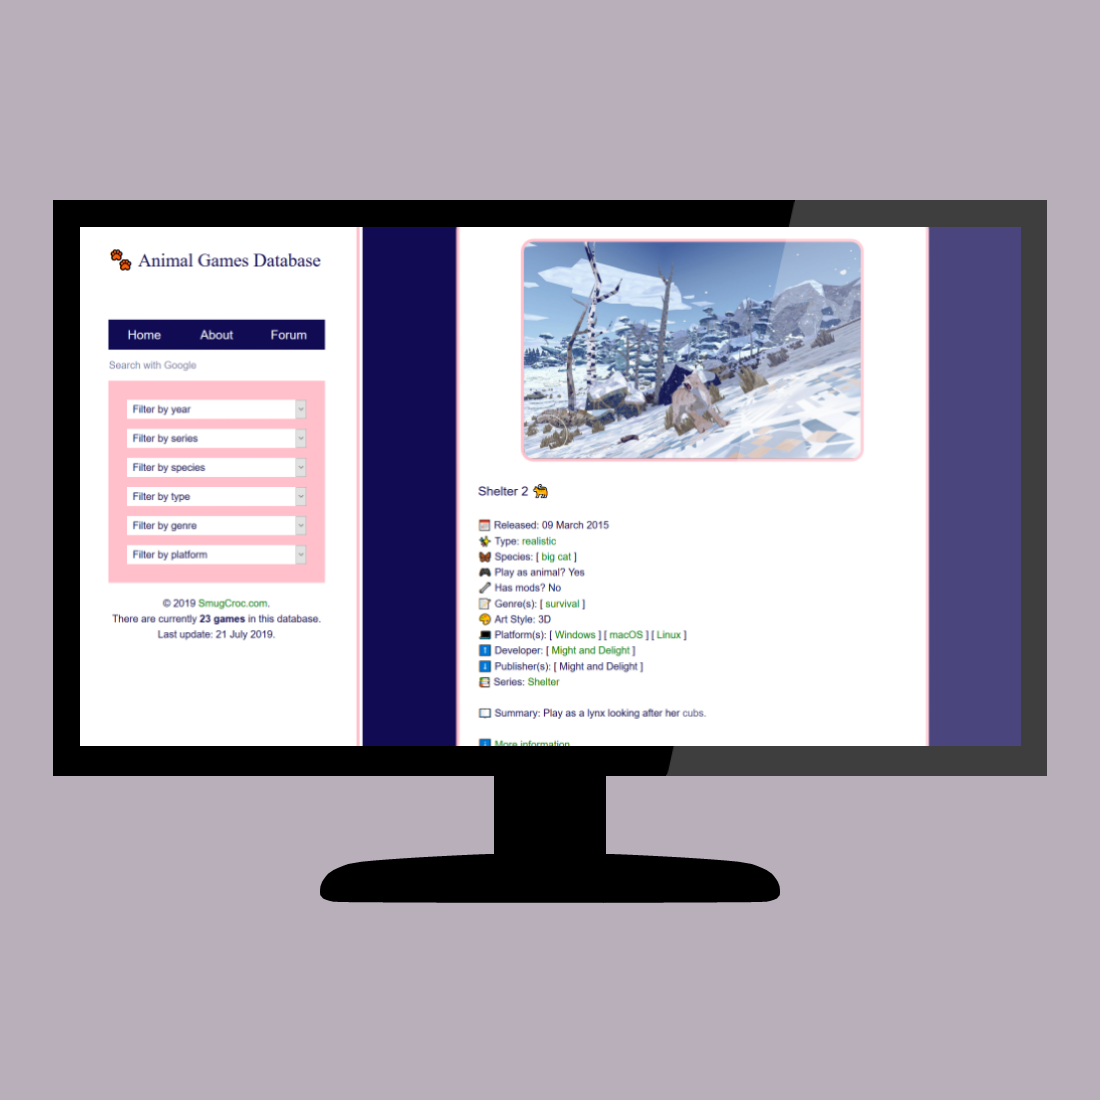 Animal Games Database
Home About Forum
Search with Google
Filter by year
Filter by series
Filter by species
Filter by type
Filter by genre
Filter by platform
© 2019 SmugCroc.com.
There are currently 23 games in this database.
Last update: 21 July 2019.
Shelter 2
Released: 09 March 2015
Type: realistic
Species: [ big cat ]
Play as animal? Yes
Has mods? No
Genre(s): [ survival ]
Art Style: 3D
Platform(s): [ Windows ] [ macOS ] [ Linux ]
Developer: [ Might and Delight ]
Publisher(s): [ Might and Delight ]
Series: Shelter
Summary: Play as a lynx looking after her cubs.
More information